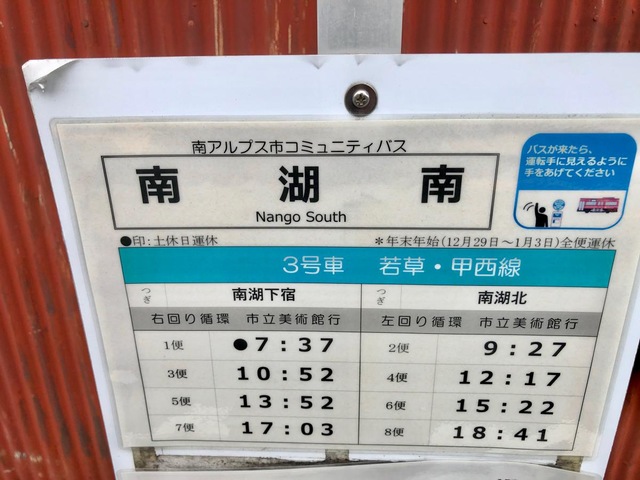 南アルプス市コミュニティバス
南 湖 南
Nango South
バスが来たら、
運転手に見えるように
手をあげてください
●印:土休日運休 *年末年始(12月29日～1月3日)全便運休
3号車 若草・甲西線
つぎ 南湖下宿 つぎ 南湖北
右回り循環 市立美術館行 左回り循環 市立美術館行
1便 ●7:37 2便 9:27
3便 10:52 4便 12:17
5便 13:52 6便 15:22
7便 17:03 8便 18:41